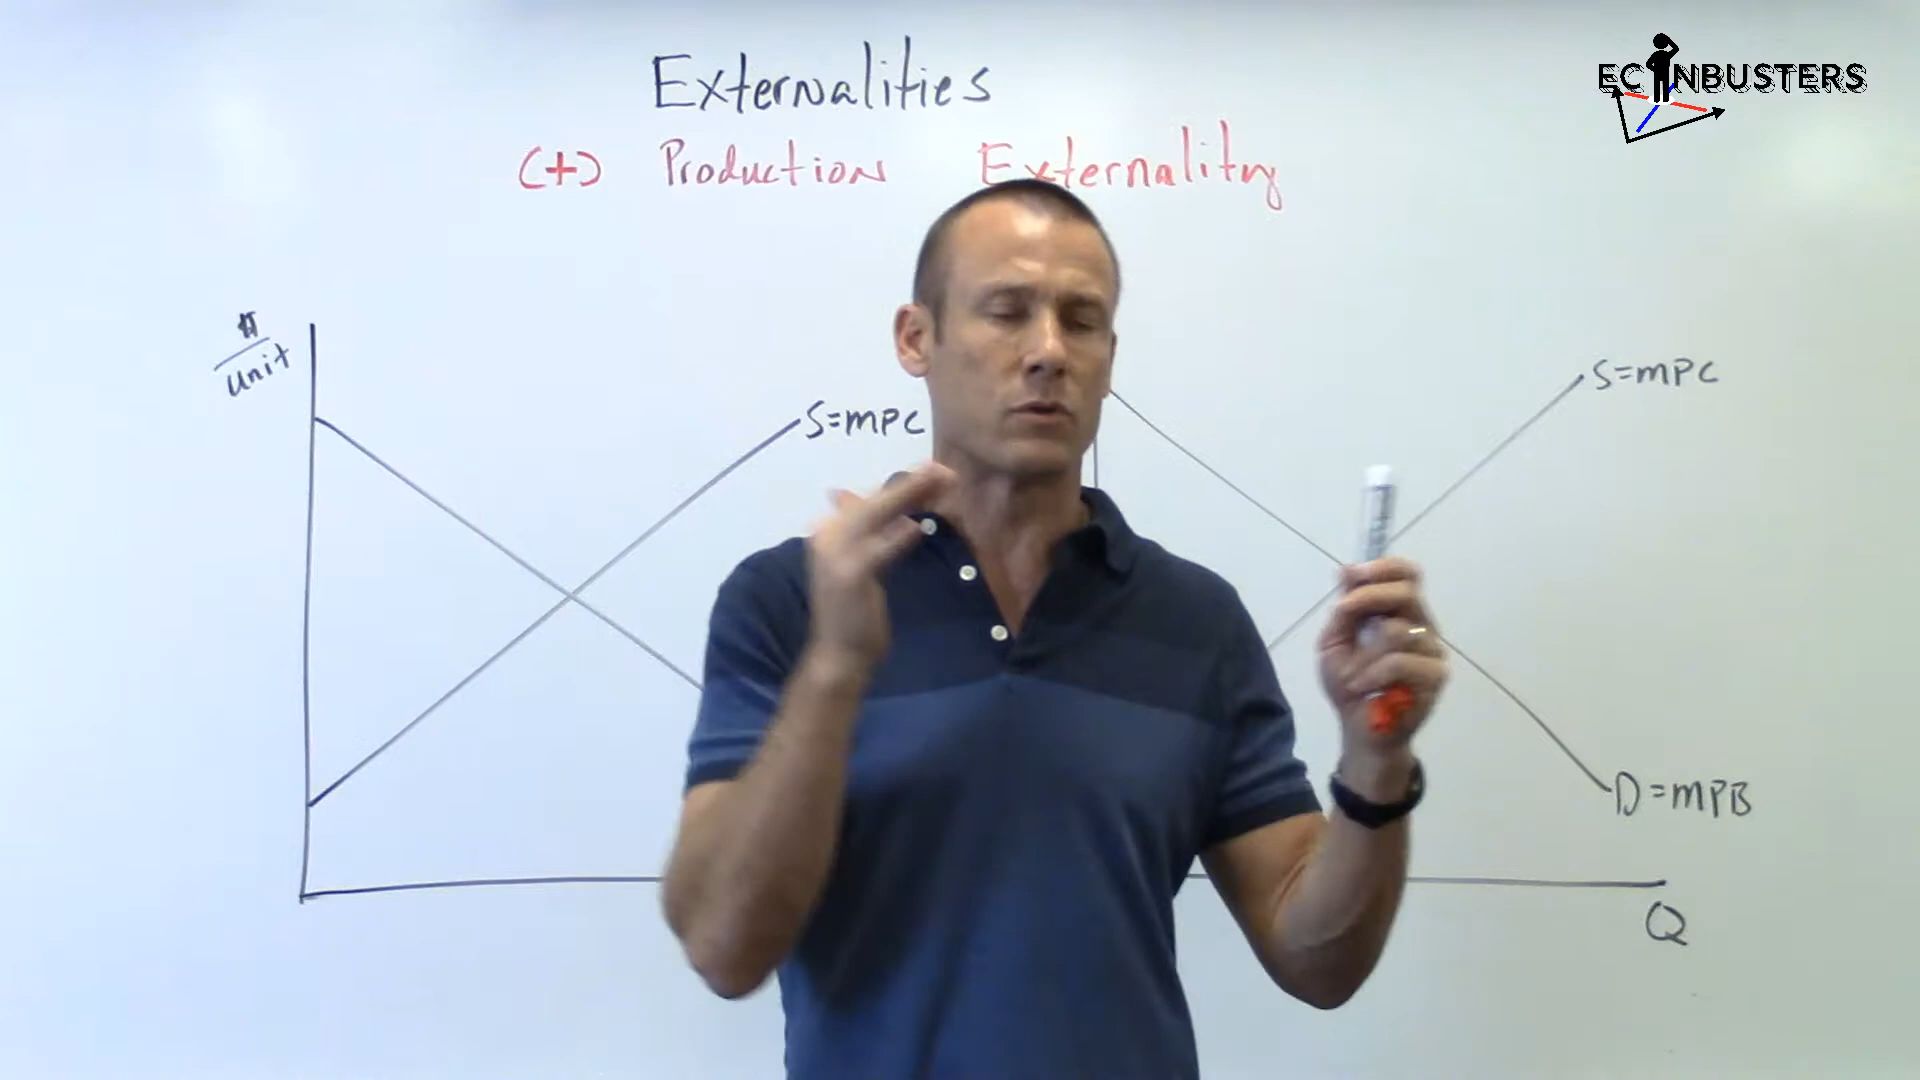 Externalities
ECONBUSTERS
(+) Production Externality
$/unit
S=MPC
S=MPC
D=MPB
Q